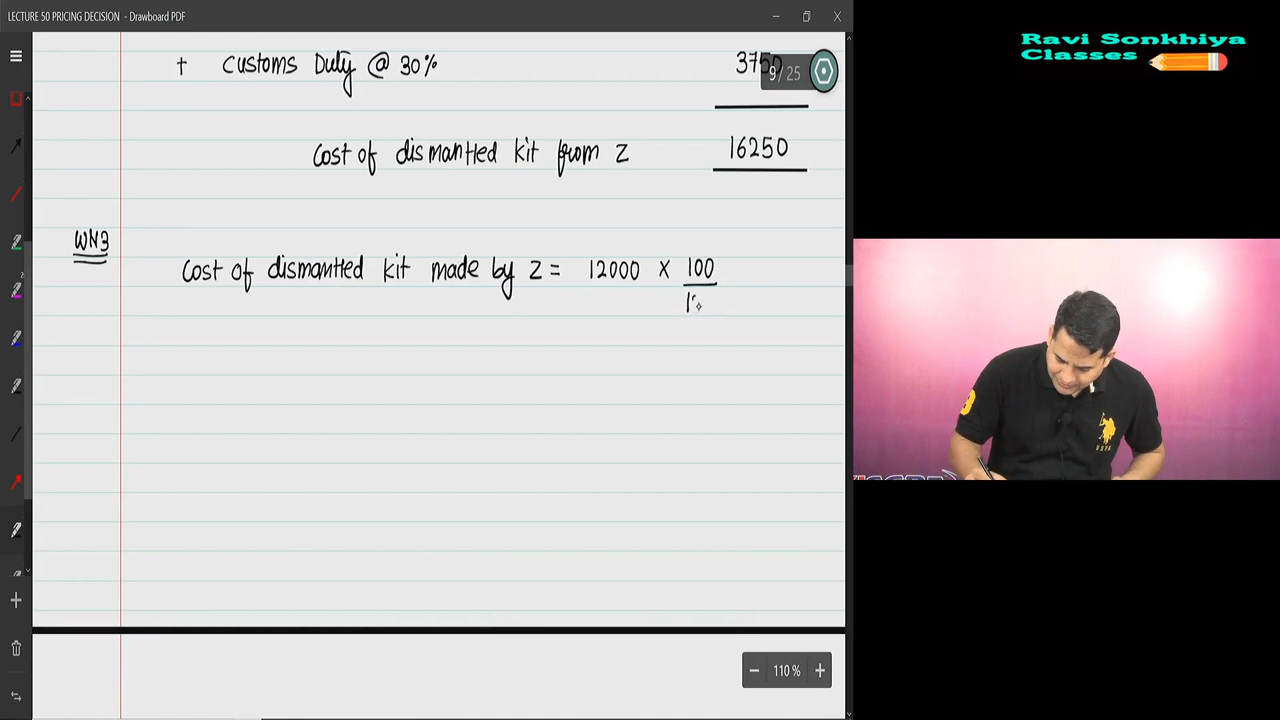 LECTURE 50 PRICING DECISION - Drawboard PDF
+ Customs Duty @ 30% 3750
9 / 25
Cost of dismantled kit from Z 16250
WN3
Cost of dismantled kit made by Z = 12000 × 100
110 %
Ravi Sonkhiya
Classes
U S P A